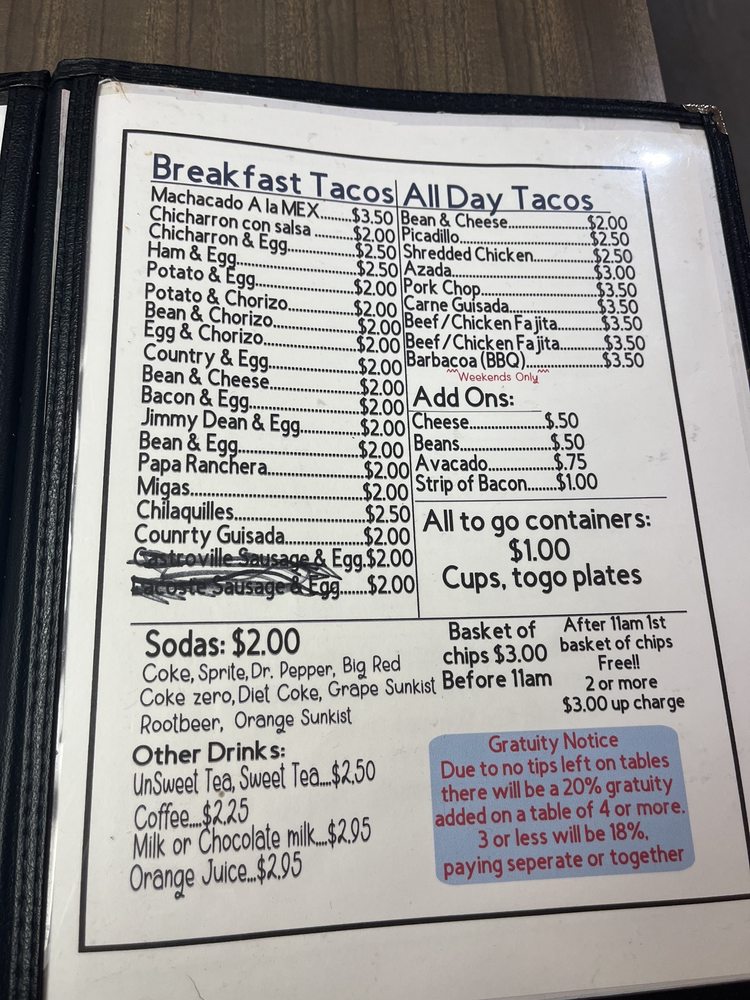 Breakfast Tacos
Machacado A la MEX........$3.50
Chicharron con salsa ........$2.00
Chicharron & Egg..............$2.50
Ham & Egg........................$2.50
Potato & Egg.....................$2.00
Potato & Chorizo...............$2.00
Bean & Chorizo..................$2.00
Egg & Chorizo....................$2.00
Country & Egg...................$2.00
Bean & Cheese..................$2.00
Bacon & Egg......................$2.00
Jimmy Dean & Egg............$2.00
Bean & Egg........................$2.00
Papa Ranchera...................$2.00
Migas.................................$2.00
Chilaquilles........................$2.50
Counrty Guisada................$2.00
Castroville Sausage & Egg.$2.00
Lacoste Sausage & Egg.......$2.00
All Day Tacos
Bean & Cheese................$2.00
Picadillo..........................$2.50
Shredded Chicken...........$2.50
Azada..............................$3.00
Pork Chop.......................$3.50
Carne Guisada.................$3.50
Beef/Chicken Fajita.........$3.50
Beef/Chicken Fajita.........$3.50
Barbacoa (BBQ)...............$3.50
^^^Weekends Only^^^
Add Ons:
Cheese..................$.50
Beans.....................$.50
Avacado................$.75
Strip of Bacon.......$1.00
All to go containers:
$1.00
Cups, togo plates
Sodas: $2.00
Coke, Sprite, Dr. Pepper, Big Red
Coke zero, Diet Coke, Grape Sunkist
Rootbeer, Orange Sunkist
Other Drinks:
UnSweet Tea, Sweet Tea....$2.50
Coffee....$2.25
Milk or Chocolate milk....$2.95
Orange Juice...$2.95
Basket of
chips $3.00
Before 11am
After 11am 1st
basket of chips
Free!!
2 or more
$3.00 up charge
Gratuity Notice
Due to no tips left on tables
there will be a 20% gratuity
added on a table of 4 or more.
3 or less will be 18%,
paying seperate or together